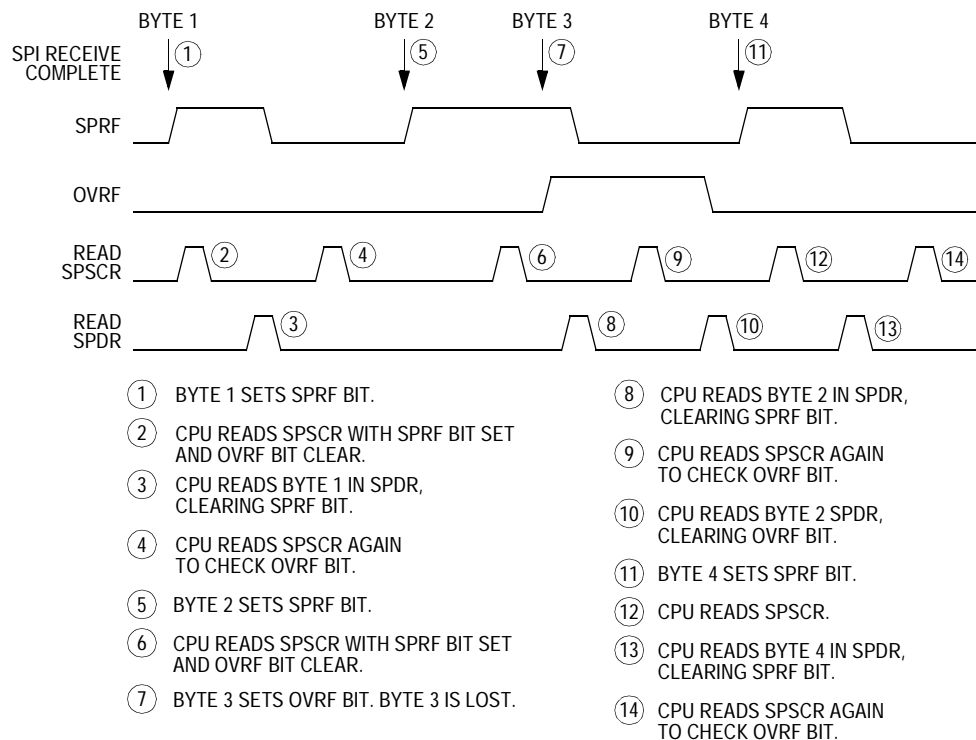 BYTE 1 BYTE 2 BYTE 3 BYTE 4
SPI RECEIVE
COMPLETE
1 5 7 11
SPRF
OVRF
READ
SPSCR
2 4 6 9 12 14
READ
SPDR
3 8 10 13
1 BYTE 1 SETS SPRF BIT.
2 CPU READS SPSCR WITH SPRF BIT SET
AND OVRF BIT CLEAR.
3 CPU READS BYTE 1 IN SPDR,
CLEARING SPRF BIT.
4 CPU READS SPSCR AGAIN
TO CHECK OVRF BIT.
5 BYTE 2 SETS SPRF BIT.
6 CPU READS SPSCR WITH SPRF BIT SET
AND OVRF BIT CLEAR.
7 BYTE 3 SETS OVRF BIT. BYTE 3 IS LOST.
8 CPU READS BYTE 2 IN SPDR,
CLEARING SPRF BIT.
9 CPU READS SPSCR AGAIN
TO CHECK OVRF BIT.
10 CPU READS BYTE 2 SPDR,
CLEARING OVRF BIT.
11 BYTE 4 SETS SPRF BIT.
12 CPU READS SPSCR.
13 CPU READS BYTE 4 IN SPDR,
CLEARING SPRF BIT.
14 CPU READS SPSCR AGAIN
TO CHECK OVRF BIT.